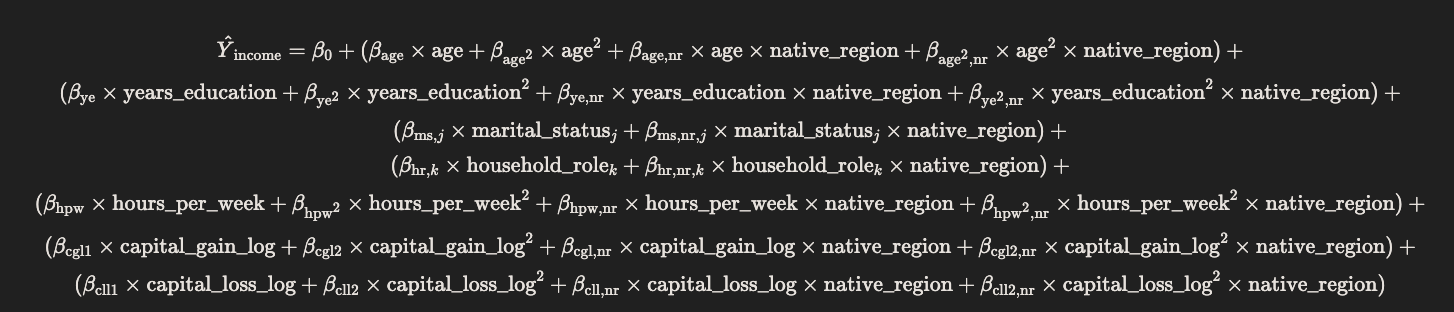 Ŷ_income = β_0 + (β_age × age + β_age² × age² + β_age,nr × age × native_region + β_age²,nr × age² × native_region) +
(β_ye × years_education + β_ye² × years_education² + β_ye,nr × years_education × native_region + β_ye²,nr × years_education² × native_region) +
(β_ms,j × marital_status_j + β_ms,nr,j × marital_status_j × native_region) +
(β_hr,k × household_role_k + β_hr,nr,k × household_role_k × native_region) +
(β_hpw × hours_per_week + β_hpw² × hours_per_week² + β_hpw,nr × hours_per_week × native_region + β_hpw²,nr × hours_per_week² × native_region) +
(β_cgl1 × capital_gain_log + β_cgl2 × capital_gain_log² + β_cgl,nr × capital_gain_log × native_region + β_cgl2,nr × capital_gain_log² × native_region) +
(β_cll1 × capital_loss_log + β_cll2 × capital_loss_log² + β_cll,nr × capital_loss_log × native_region + β_cll2,nr × capital_loss_log² × native_region)